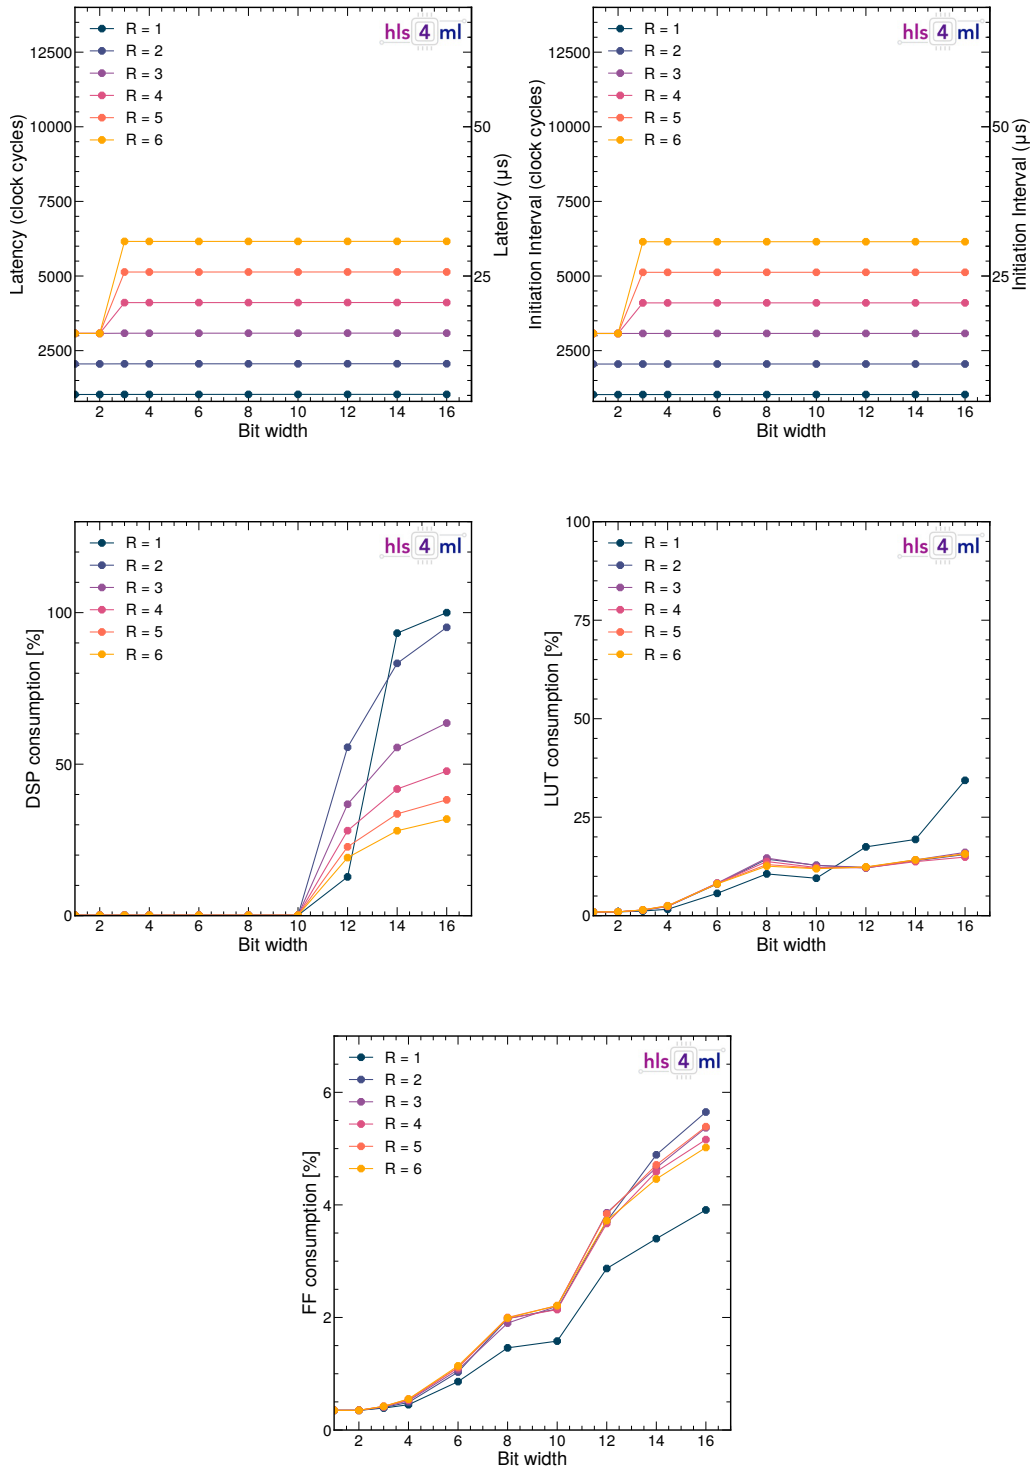 hls 4 ml
R = 1
R = 2
R = 3
R = 4
R = 5
R = 6
12500
10000
7500
5000
2500
50
25
2 4 6 8 10 12 14 16
Latency (clock cycles)
Latency (μs)
Bit width
hls 4 ml
R = 1
R = 2
R = 3
R = 4
R = 5
R = 6
12500
10000
7500
5000
2500
50
25
2 4 6 8 10 12 14 16
Initiation Interval (clock cycles)
Initiation Interval (μs)
Bit width
hls 4 ml
R = 1
R = 2
R = 3
R = 4
R = 5
R = 6
100
50
0
2 4 6 8 10 12 14 16
DSP consumption [%]
Bit width
hls 4 ml
R = 1
R = 2
R = 3
R = 4
R = 5
R = 6
100
75
50
25
0
2 4 6 8 10 12 14 16
LUT consumption [%]
Bit width
hls 4 ml
R = 1
R = 2
R = 3
R = 4
R = 5
R = 6
6
4
2
0
2 4 6 8 10 12 14 16
FF consumption [%]
Bit width